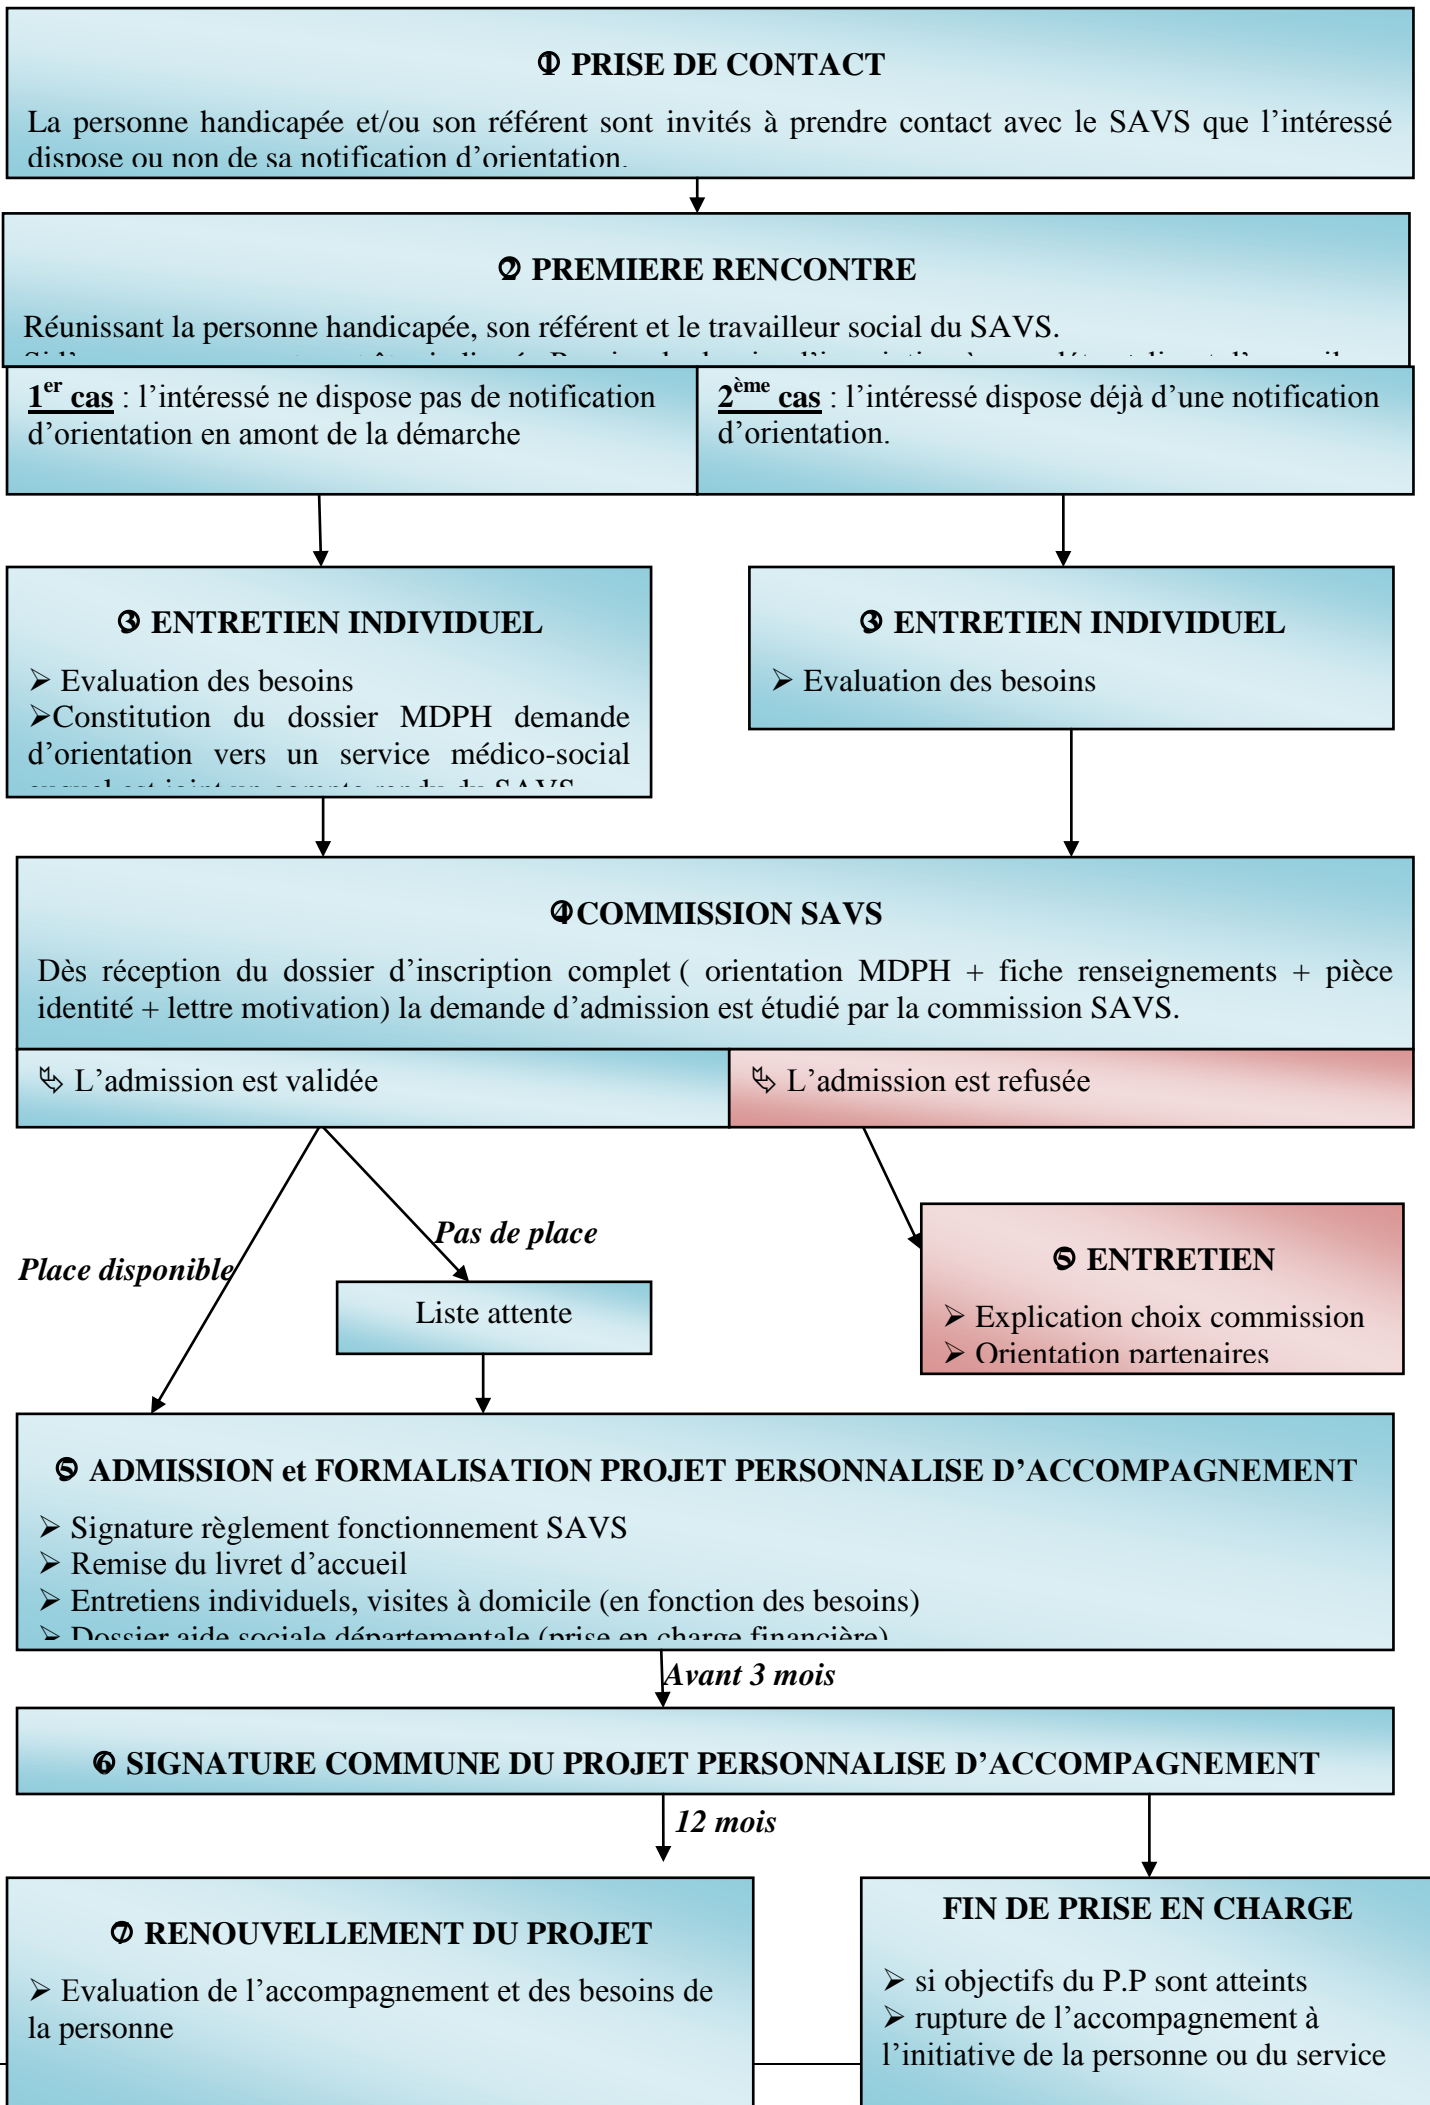 ① PRISE DE CONTACT
La personne handicapée et/ou son référent sont invités à prendre contact avec le SAVS que l’intéressé
dispose ou non de sa notification d’orientation.
② PREMIERE RENCONTRE
Réunissant la personne handicapée, son référent et le travailleur social du SAVS.
1er cas : l’intéressé ne dispose pas de notification
d’orientation en amont de la démarche
2ème cas : l’intéressé dispose déjà d’une notification
d’orientation.
③ ENTRETIEN INDIVIDUEL
➢ Evaluation des besoins
➢Constitution du dossier MDPH demande
d’orientation vers un service médico-social
auquel est joint un compte rendu du SAVS
③ ENTRETIEN INDIVIDUEL
➢ Evaluation des besoins
④COMMISSION SAVS
Dès réception du dossier d’inscription complet ( orientation MDPH + fiche renseignements + pièce
identité + lettre motivation) la demande d’admission est étudié par la commission SAVS.
↳ L’admission est validée
↳ L’admission est refusée
Place disponible
Pas de place
Liste attente
⑤ ENTRETIEN
➢ Explication choix commission
➢ Orientation partenaires
⑤ ADMISSION et FORMALISATION PROJET PERSONNALISE D’ACCOMPAGNEMENT
➢ Signature règlement fonctionnement SAVS
➢ Remise du livret d’accueil
➢ Entretiens individuels, visites à domicile (en fonction des besoins)
➢ Dossier aide sociale départementale (prise en charge financière)
Avant 3 mois
⑥ SIGNATURE COMMUNE DU PROJET PERSONNALISE D’ACCOMPAGNEMENT
12 mois
⑦ RENOUVELLEMENT DU PROJET
➢ Evaluation de l’accompagnement et des besoins de
la personne
FIN DE PRISE EN CHARGE
➢ si objectifs du P.P sont atteints
➢ rupture de l’accompagnement à
l’initiative de la personne ou du service